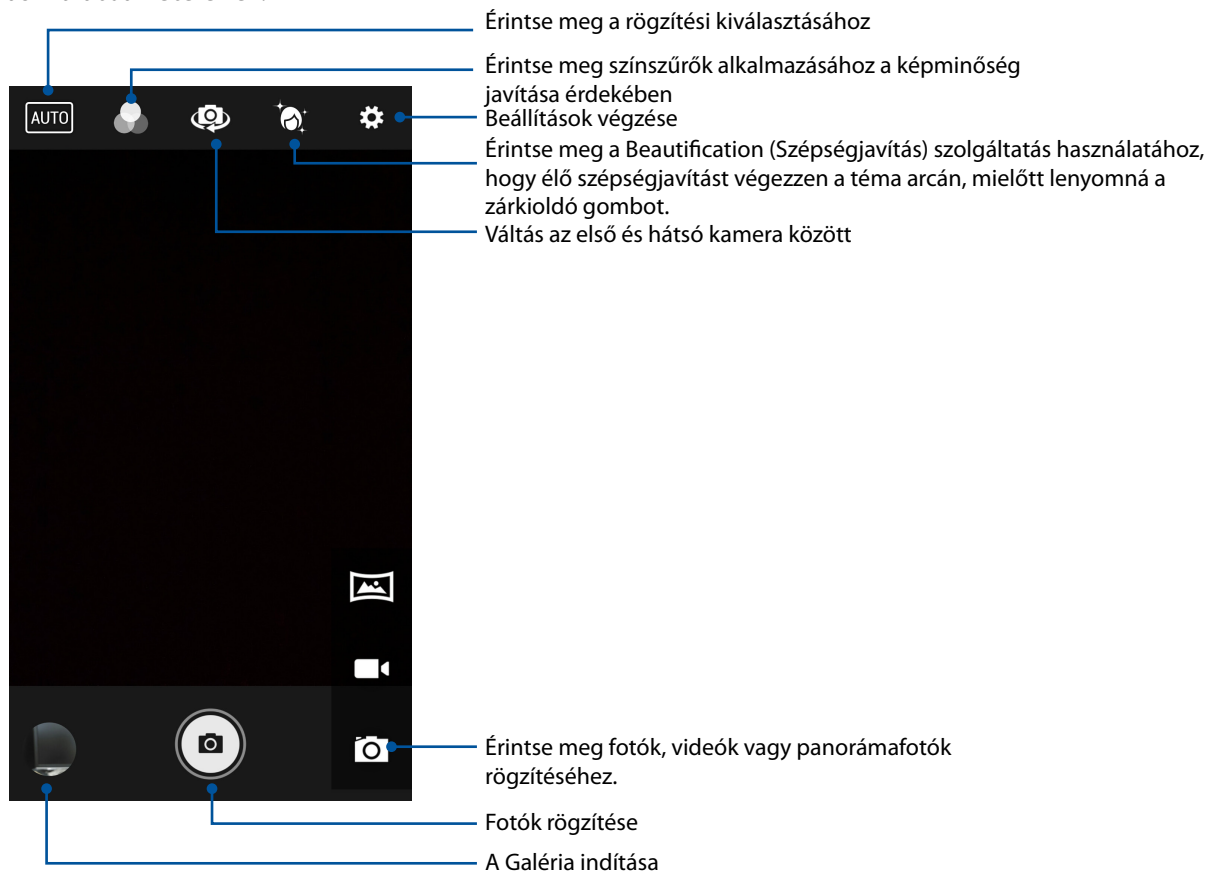 Érintse meg a rögzítési kiválasztásához
Érintse meg színszűrők alkalmazásához a képminőség
javítása érdekében
AUTO
Beállítások végzése
Érintse meg a Beautification (Szépségjavítás) szolgáltatás használatához,
hogy élő szépségjavítást végezzen a téma arcán, mielőtt lenyomná a
zárkioldó gombot.
Váltás az első és hátsó kamera között
Érintse meg fotók, videók vagy panorámafotók
rögzítéséhez.
Fotók rögzítése
A Galéria indítása